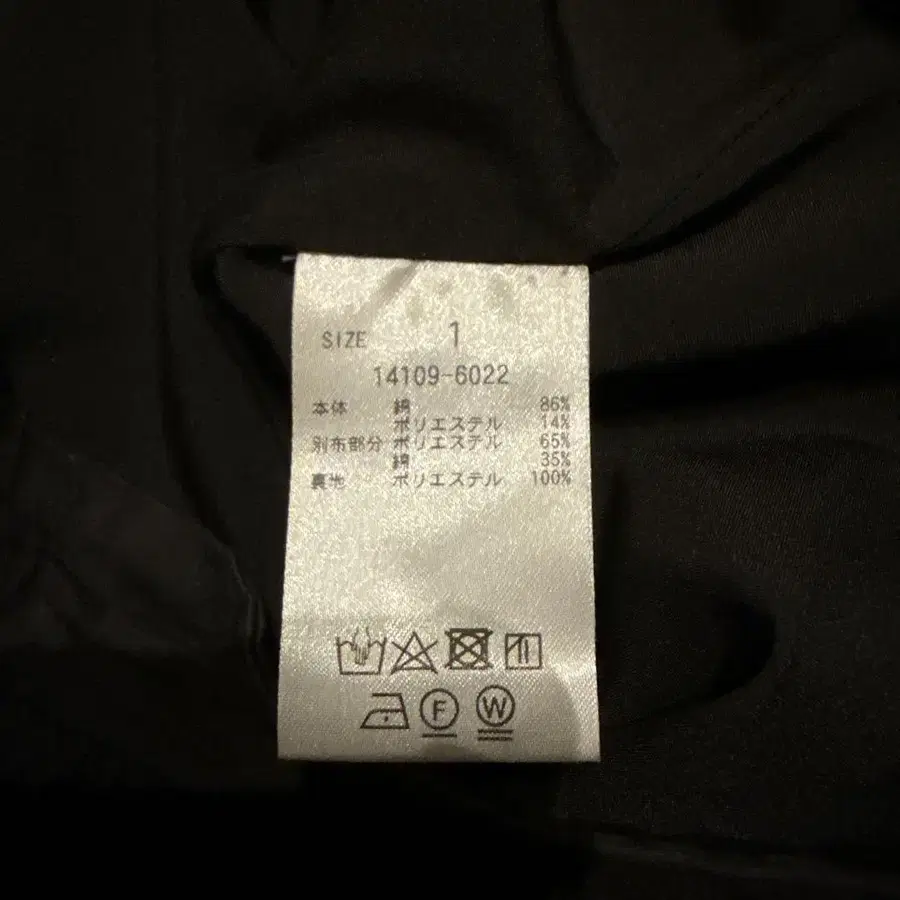 SIZE 1
14109-6022
本体 綿 86%
ポリエステル 14%
別布部分 ポリエステル 65%
綿 35%
裏地 ポリエステル 100%
F W